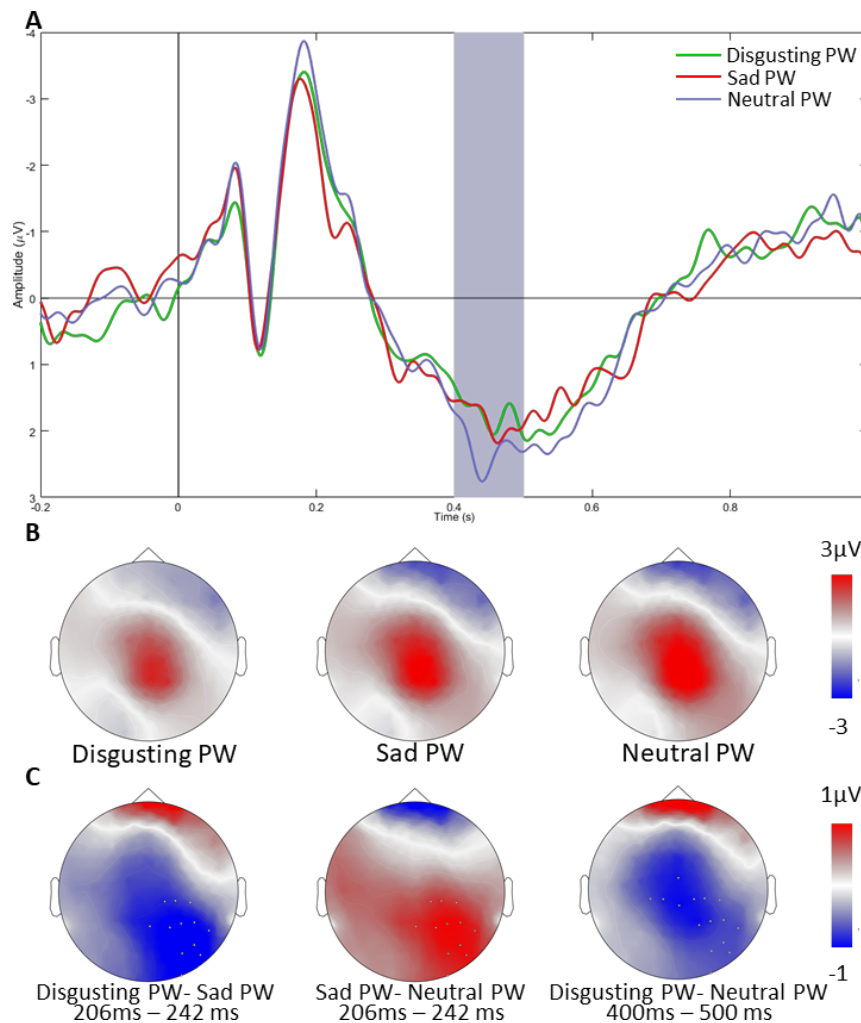 A
-4
-3
-2
-1
0
1
2
3
Amplitude (µV)
Disgusting PW
Sad PW
Neutral PW
-0.2
0
0.2
0.4
0.6
0.8
Time (s)
B
3µV
-3
Disgusting PW
Sad PW
Neutral PW
C
1µV
-1
Disgusting PW- Sad PW
206ms – 242 ms
Sad PW- Neutral PW
206ms – 242 ms
Disgusting PW- Neutral PW
400ms – 500 ms